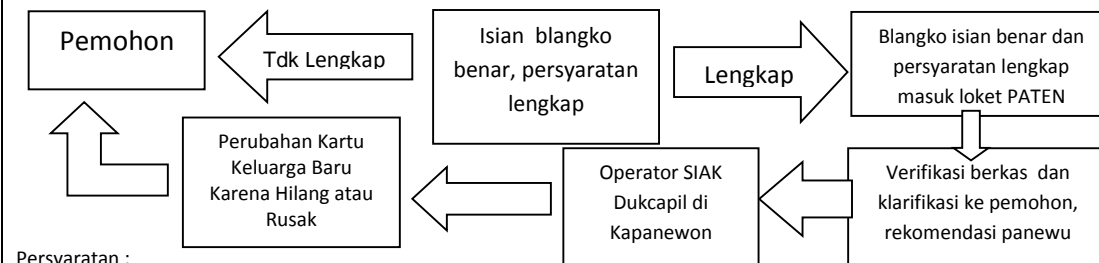 Pemohon
Tdk Lengkap
Isian blangko
benar, persyaratan
lengkap
Lengkap
Blangko isian benar dan
persyaratan lengkap
masuk loket PATEN
Perubahan Kartu
Keluarga Baru
Karena Hilang atau
Rusak
Operator SIAK
Dukcapil di
Kapanewon
Verifikasi berkas dan
klarifikasi ke pemohon,
rekomendasi panewu
Persyaratan :